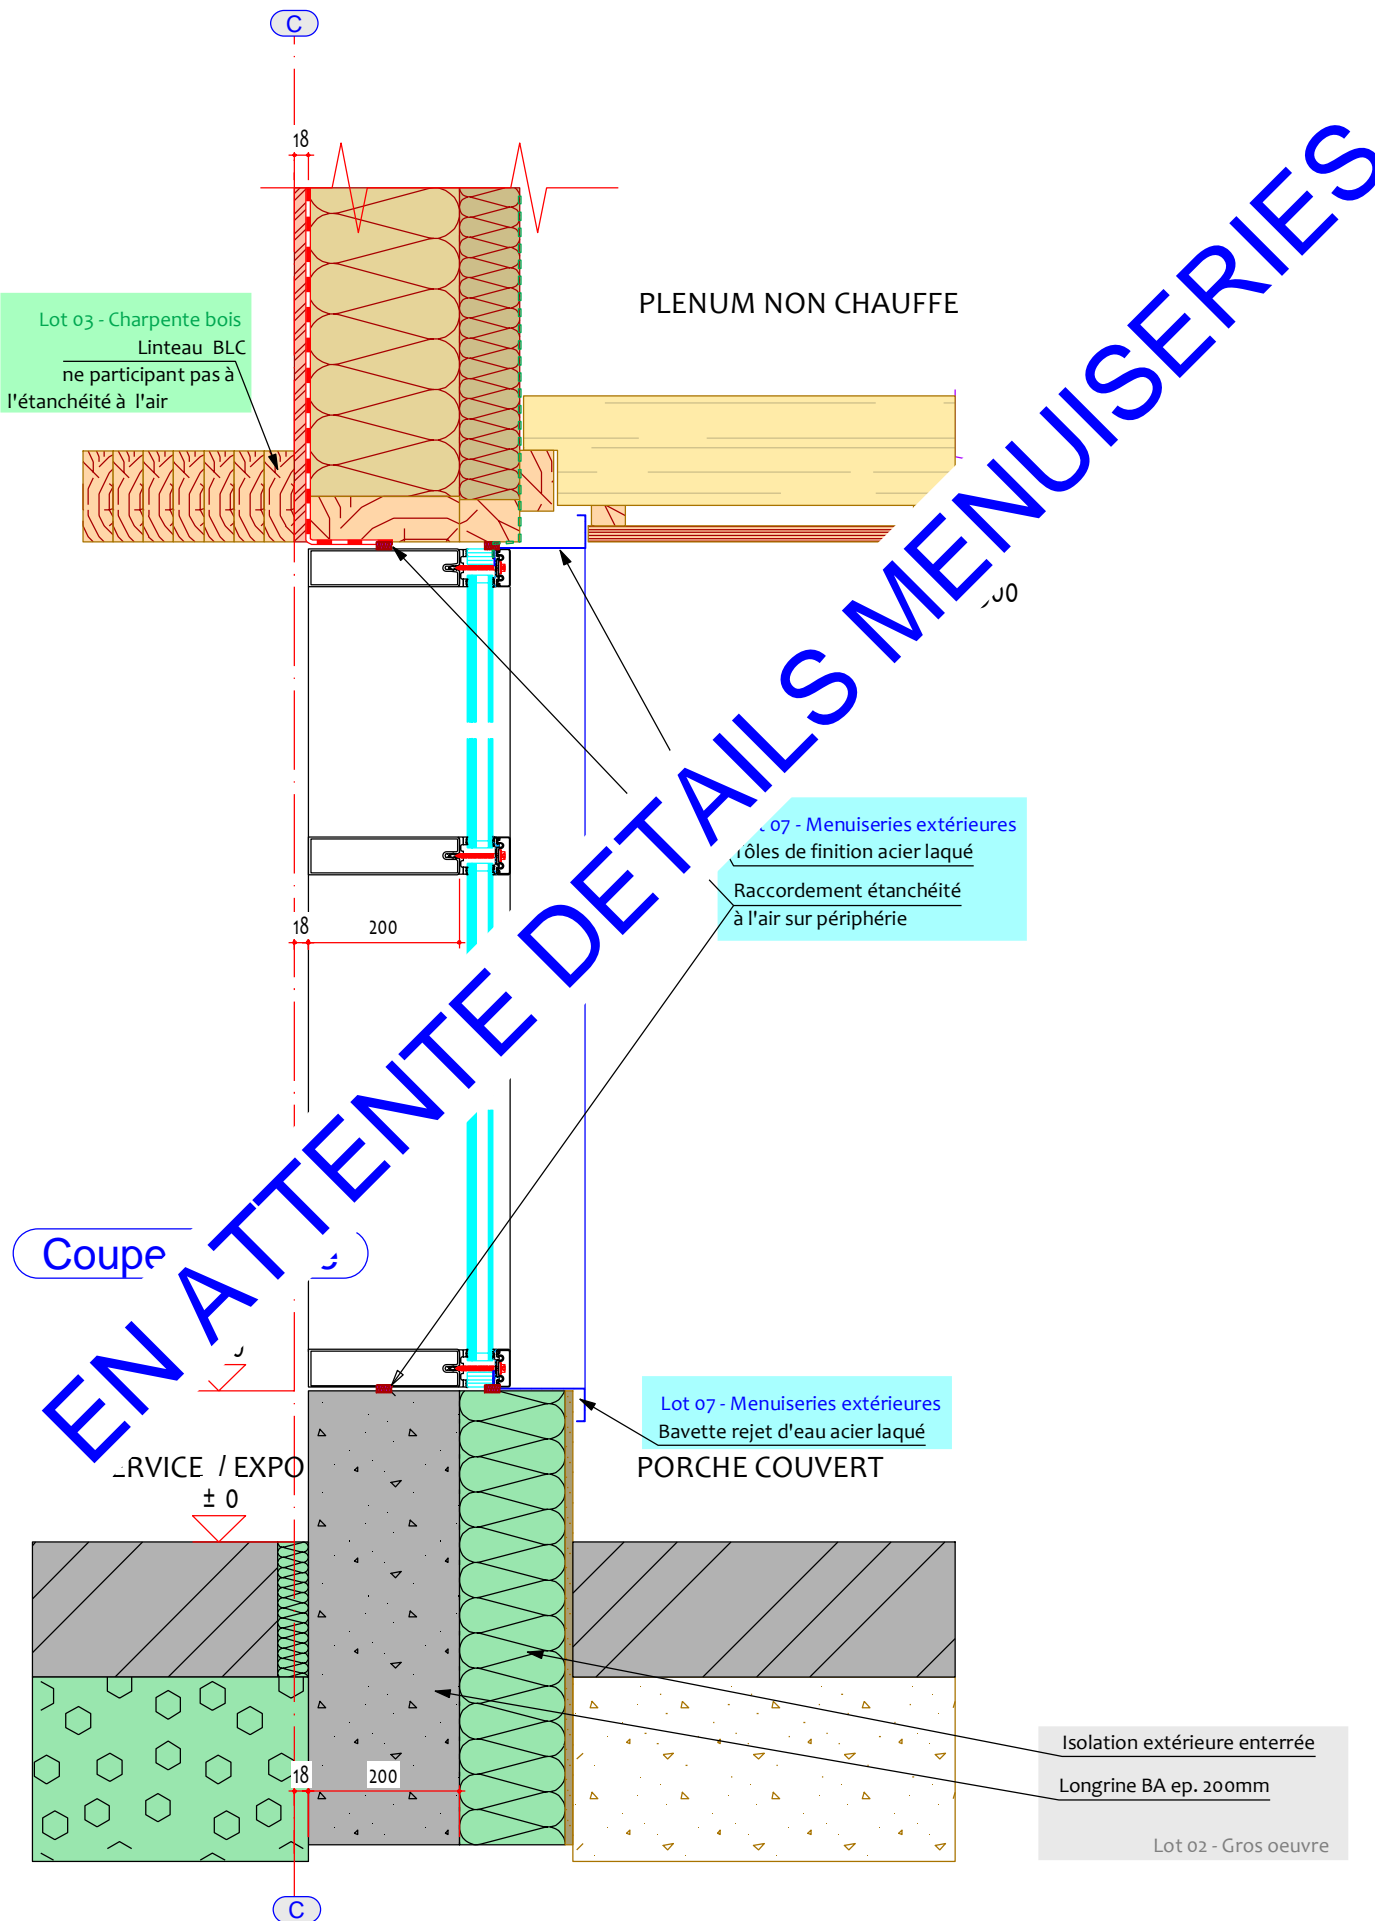 C
18
PLENUM NON CHAUFFE
Lot 03 - Charpente bois
Linteau BLC
ne participant pas à
l'étanchéité à l'air
EN ATTENTE DETAILS MENUISERIES
07 - Menuiseries extérieures
Tôles de finition acier laqué
Raccordement étanchéité
à l'air sur périphérie
18
200
Coupe
Lot 07 - Menuiseries extérieures
Bavette rejet d'eau acier laqué
/ EXPO
PORCHE COUVERT
± 0
Isolation extérieure enterrée
18
200
Longrine BA ep. 200mm
Lot 02 - Gros oeuvre
C